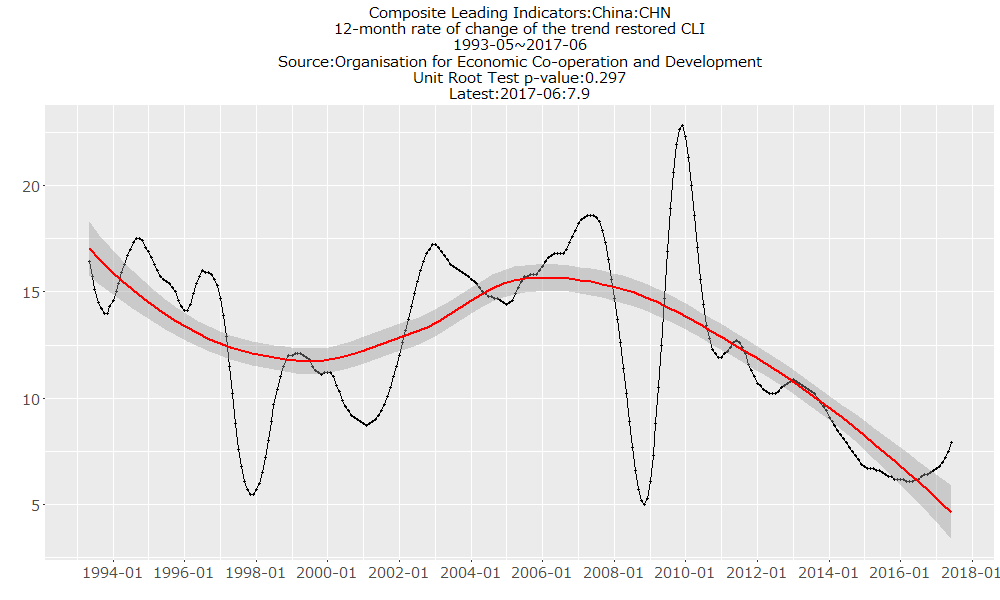 Composite Leading Indicators:China:CHN
12-month rate of change of the trend restored CLI
1993-05~2017-06
Source:Organisation for Economic Co-operation and Development
Unit Root Test p-value:0.297
Latest:2017-06:7.9
20
15
10
5
1994-01 1996-01 1998-01 2000-01 2002-01 2004-01 2006-01 2008-01 2010-01 2012-01 2014-01 2016-01 2018-01